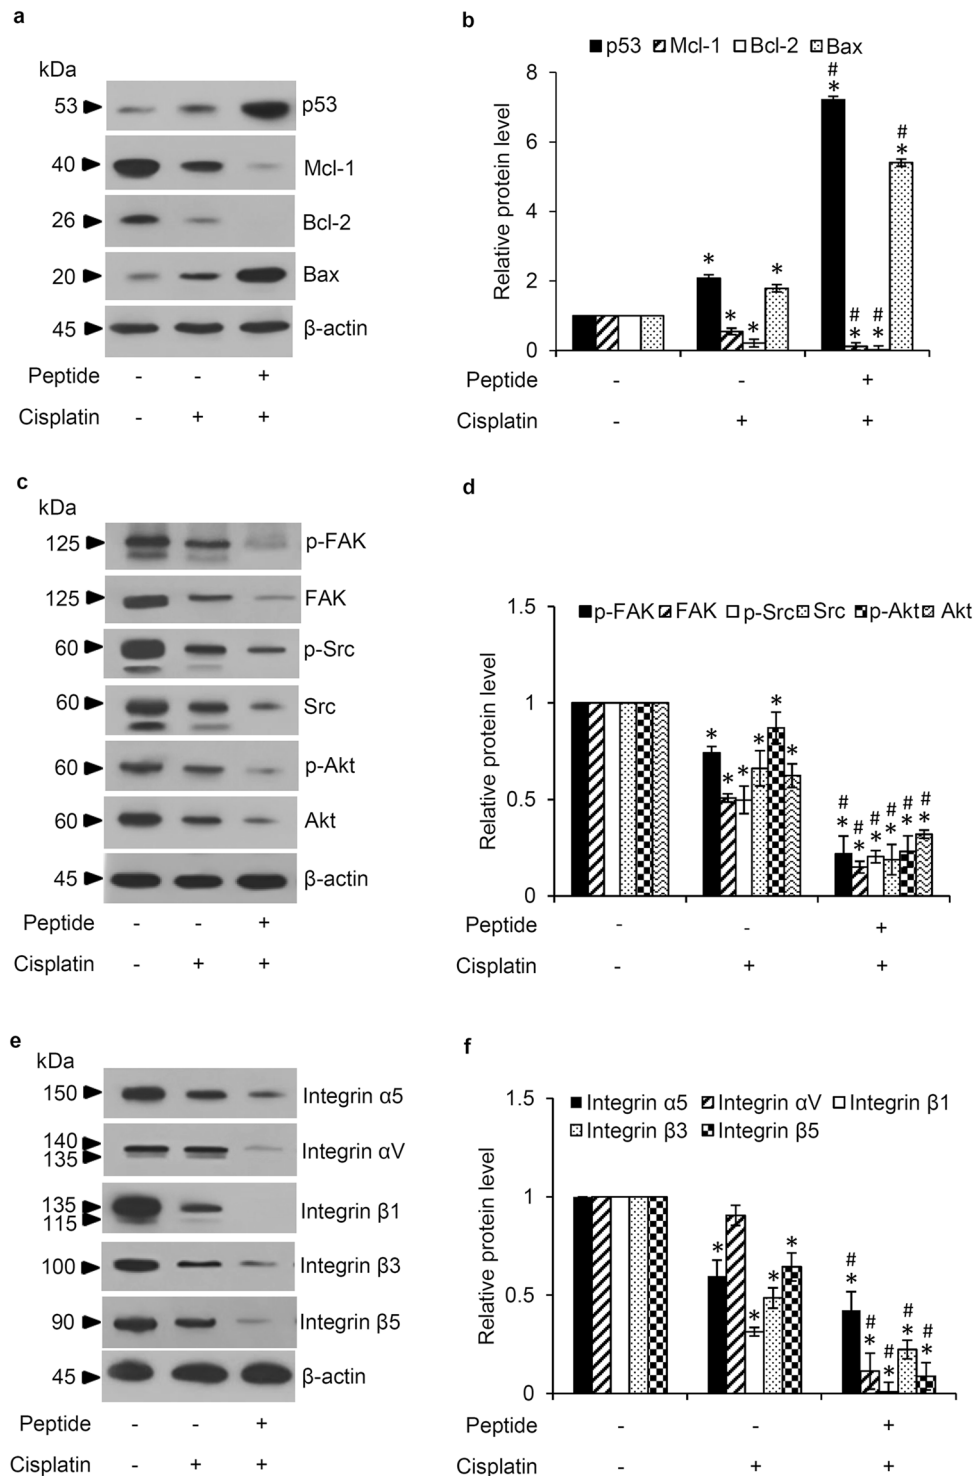 a
kDa
53 p53
40 Mcl-1
26 Bcl-2
20 Bax
45 β-actin
Peptide - - +
Cisplatin - + +
b
p53 Mcl-1 Bcl-2 Bax
Relative protein level
8
6
4
2
0
* * * *
# * # * # * # *
Peptide - - +
Cisplatin - + +
c
kDa
125 p-FAK
125 FAK
60 p-Src
60 Src
60 p-Akt
60 Akt
45 β-actin
Peptide - - +
Cisplatin - + +
d
p-FAK FAK p-Src Src p-Akt Akt
Relative protein level
1.5
1
0.5
0
* * * * * *
# * # * # * # * # * # *
Peptide - - +
Cisplatin - + +
e
kDa
150 Integrin α5
140
135 Integrin αV
135
115 Integrin β1
100 Integrin β3
90 Integrin β5
45 β-actin
Peptide - - +
Cisplatin - + +
f
Integrin α5 Integrin αV Integrin β1
Integrin β3 Integrin β5
Relative protein level
1.5
1
0.5
0
* * * *
# * # * # * # * # *
Peptide - - +
Cisplatin - + +